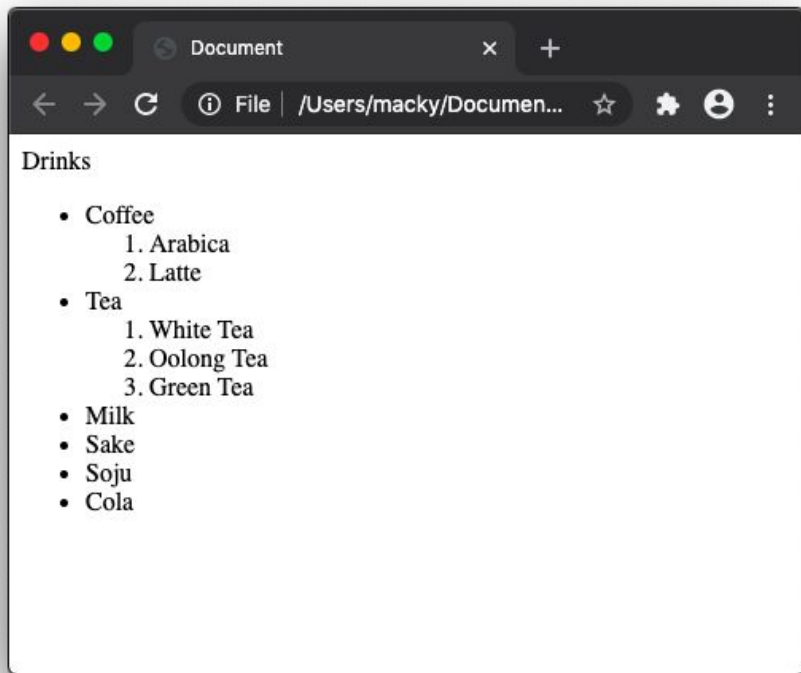 Document
File /Users/macky/Documen...
Drinks
• Coffee
1. Arabica
2. Latte
• Tea
1. White Tea
2. Oolong Tea
3. Green Tea
• Milk
• Sake
• Soju
• Cola